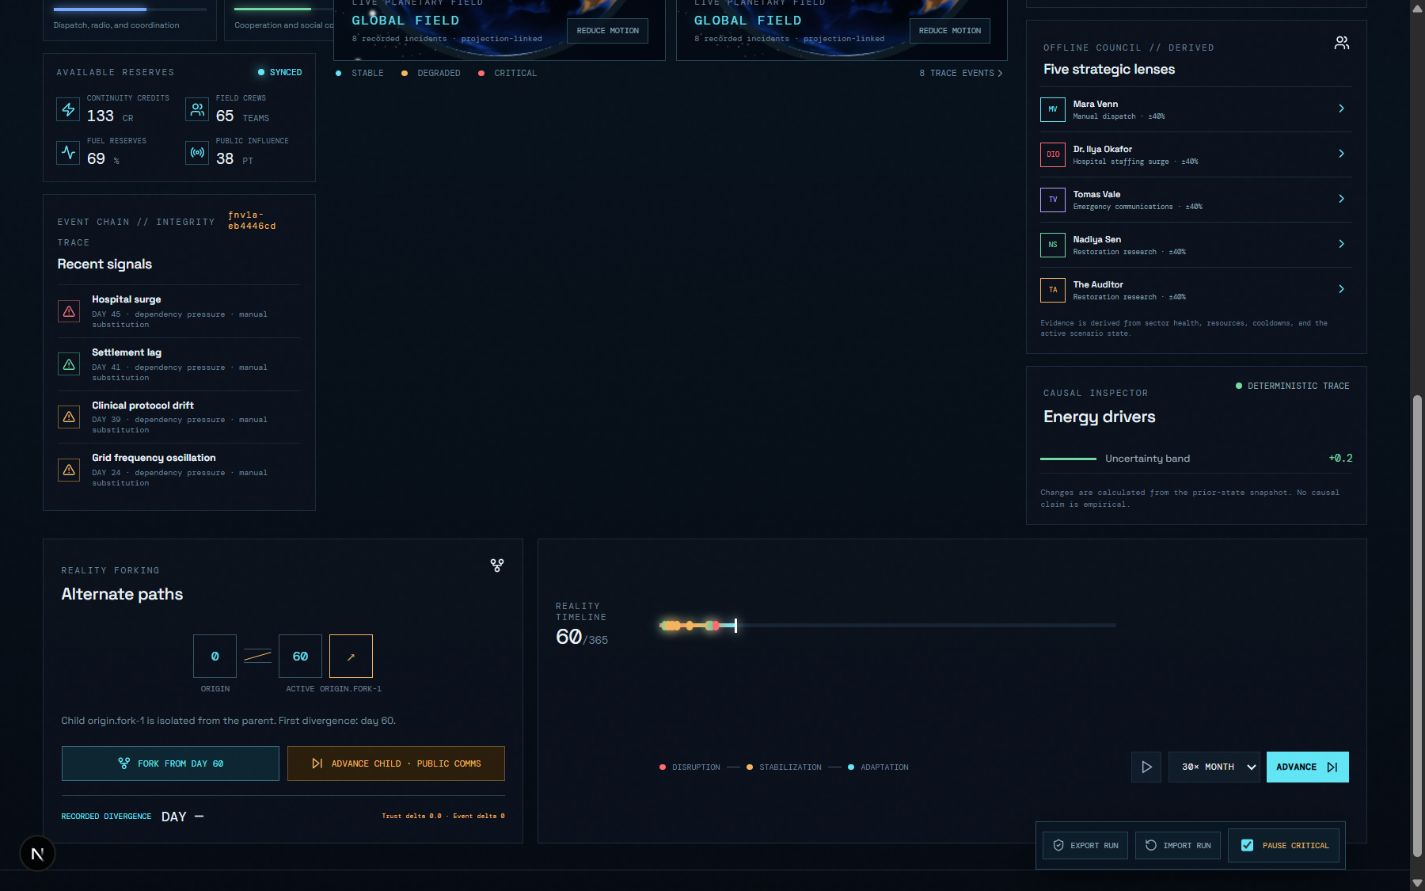 Dispatch, radio, and coordination
Cooperation and social co
AVAILABLE RESERVES
SYNCED
CONTINUITY CREDITS
133 CR
FIELD CREWS
65 TEAMS
FUEL RESERVES
69 %
PUBLIC INFLUENCE
38 PT
EVENT CHAIN // INTEGRITY TRACE
fnv1a-
eb4446cd
Recent signals
Hospital surge
DAY 45 · dependency pressure · manual
substitution
Settlement lag
DAY 41 · dependency pressure · manual
substitution
Clinical protocol drift
DAY 39 · dependency pressure · manual
substitution
Grid frequency oscillation
DAY 24 · dependency pressure · manual
substitution
LIVE PLANETARY FIELD
GLOBAL FIELD
8 recorded incidents · projection-linked
REDUCE MOTION
LIVE PLANETARY FIELD
GLOBAL FIELD
8 recorded incidents · projection-linked
REDUCE MOTION
STABLE
DEGRADED
CRITICAL
8 TRACE EVENTS
OFFLINE COUNCIL // DERIVED
Five strategic lenses
MV
Mara Venn
Manual dispatch · ±40%
DIO
Dr. Ilya Okafor
Hospital staffing surge · ±40%
TV
Tomas Vale
Emergency communications · ±40%
NS
Nadiya Sen
Restoration research · ±40%
TA
The Auditor
Restoration research · ±40%
Evidence is derived from sector health, resources, cooldowns, and the
active scenario state.
CAUSAL INSPECTOR
DETERMINISTIC TRACE
Energy drivers
Uncertainty band
+0.2
Changes are calculated from the prior-state snapshot. No causal
claim is empirical.
REALITY FORKING
Alternate paths
0
60
↗
ORIGIN
ACTIVE
ORIGIN.FORK-1
Child origin.fork-1 is isolated from the parent. First divergence: day 60.
FORK FROM DAY 60
ADVANCE CHILD · PUBLIC COMMS
RECORDED DIVERGENCE
DAY —
Trust delta 0.0 · Event delta 0
REALITY
TIMELINE
60/365
DISRUPTION
STABILIZATION
ADAPTATION
30× MONTH
ADVANCE
EXPORT RUN
IMPORT RUN
PAUSE CRITICAL
N